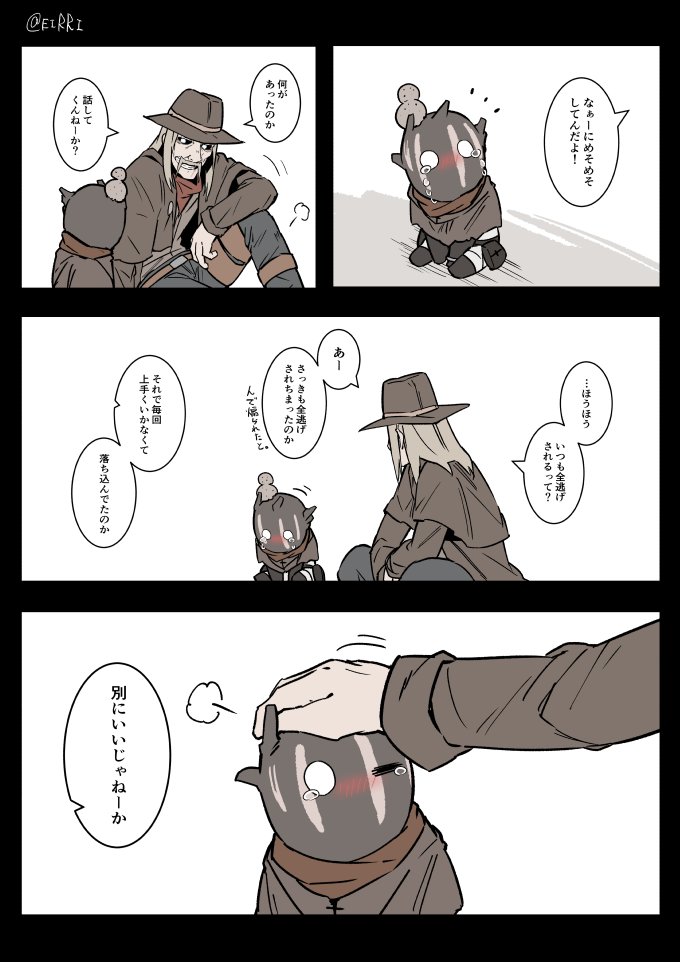 @EIRRI
なぁーにめそめそ
してんだよ！
何が
あったのか
話して
くんねーか？
…ほうほう
いつも全逃げ
されるって？
あー
さっきも全逃げ
されちまったのか
んで煽られたと。
それで毎回
上手くいかなくて
落ち込んでたのか
別にいいじゃねーか